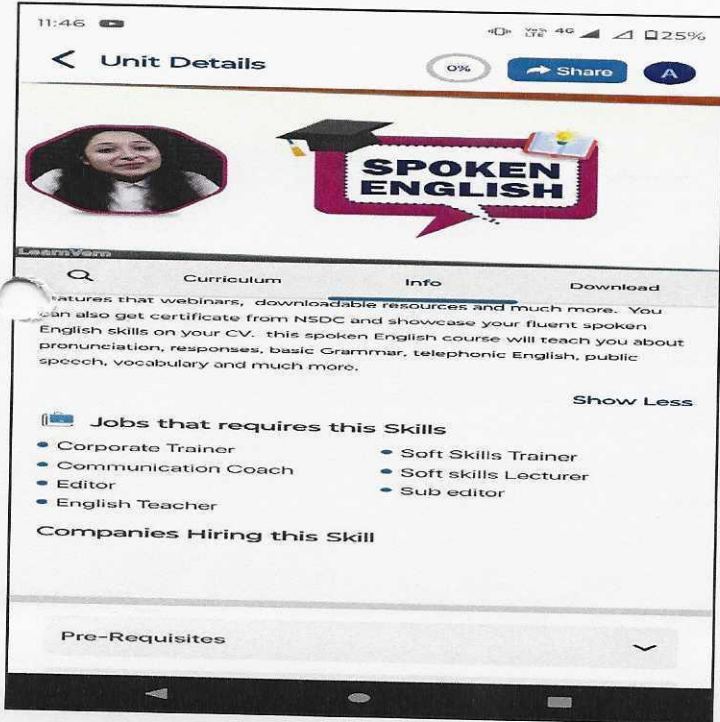 11:46
VoLTE 4G 25%
Unit Details
0%
Share
A
SPOKEN
ENGLISH
LearnVern
Curriculum
Info
Download
that webinars, downloadable resources and much more. You
can also get certificate from NSDC and showcase your fluent spoken
English skills on your CV. this spoken English course will teach you about
pronunciation, responses, basic Grammar, telephonic English, public
speech, vocabulary and much more.
Show Less
Jobs that requires this Skills
• Corporate Trainer
• Communication Coach
• Editor
• English Teacher
• Soft Skills Trainer
• Soft skills Lecturer
• Sub editor
Companies Hiring this Skill
Pre-Requisites